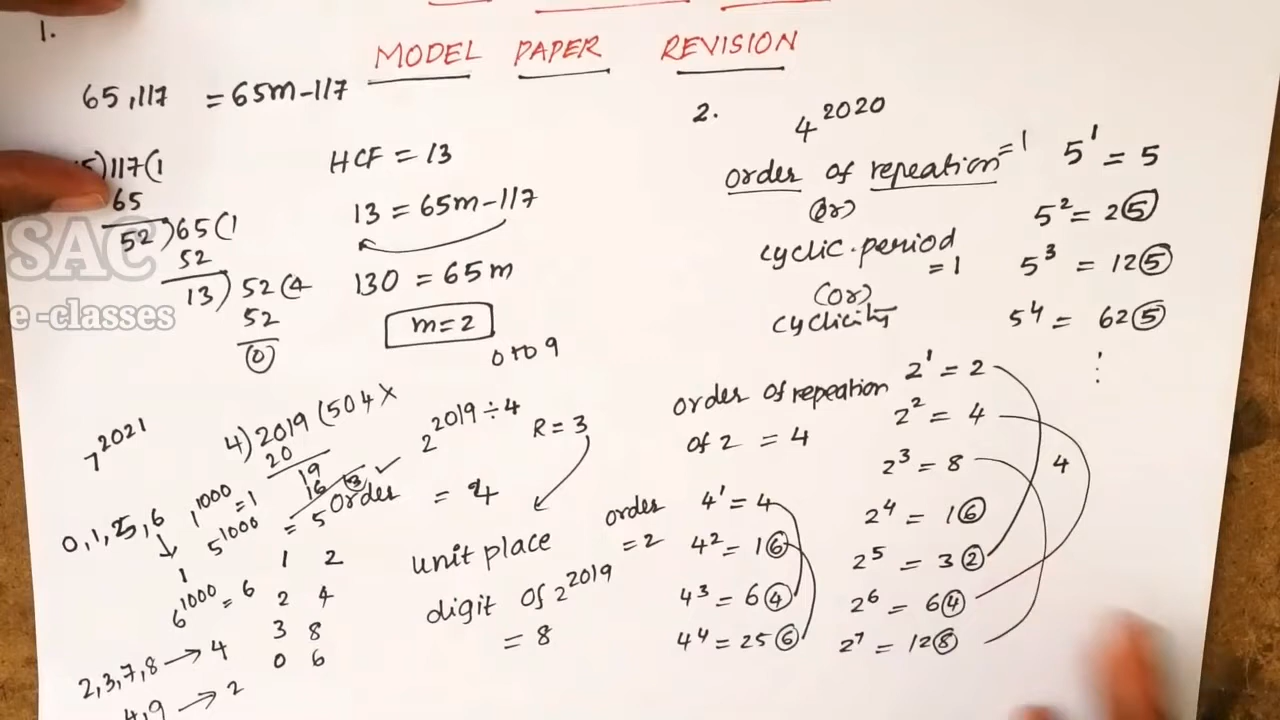 MODEL PAPER REVISION
1.
65, 117 = 65m - 117
5)117(1
65
52)65(1
52
13)52(4
52
0
HCF = 13
13 = 65m - 117
130 = 65m
m = 2
2. 4^2020
order of repeation = 1
(or)
cyclic period = 1
(or)
cyclicity
5^1 = 5
5^2 = 25
5^3 = 125
5^4 = 625
⋮
0 to 9
7^2021
4)2019(504 ×
20
19
16
3 ✓
2^2019÷4
R = 3
order = 4
unit place
digit of 2^2019
= 8
0, 1, 5, 6
1
1^1000 = 1
5^1000 = 5
6^1000 = 6
1 2
2 4
3 8
0 6
2, 3, 7, 8 → 4
4, 9 → 2
order of repeation
of 2 = 4
2^1 = 2
2^2 = 4
2^3 = 8
2^4 = 16
2^5 = 32
2^6 = 64
2^7 = 128
4
order = 2
4^1 = 4
4^2 = 16
4^3 = 64
4^4 = 256
SAC
e-classes